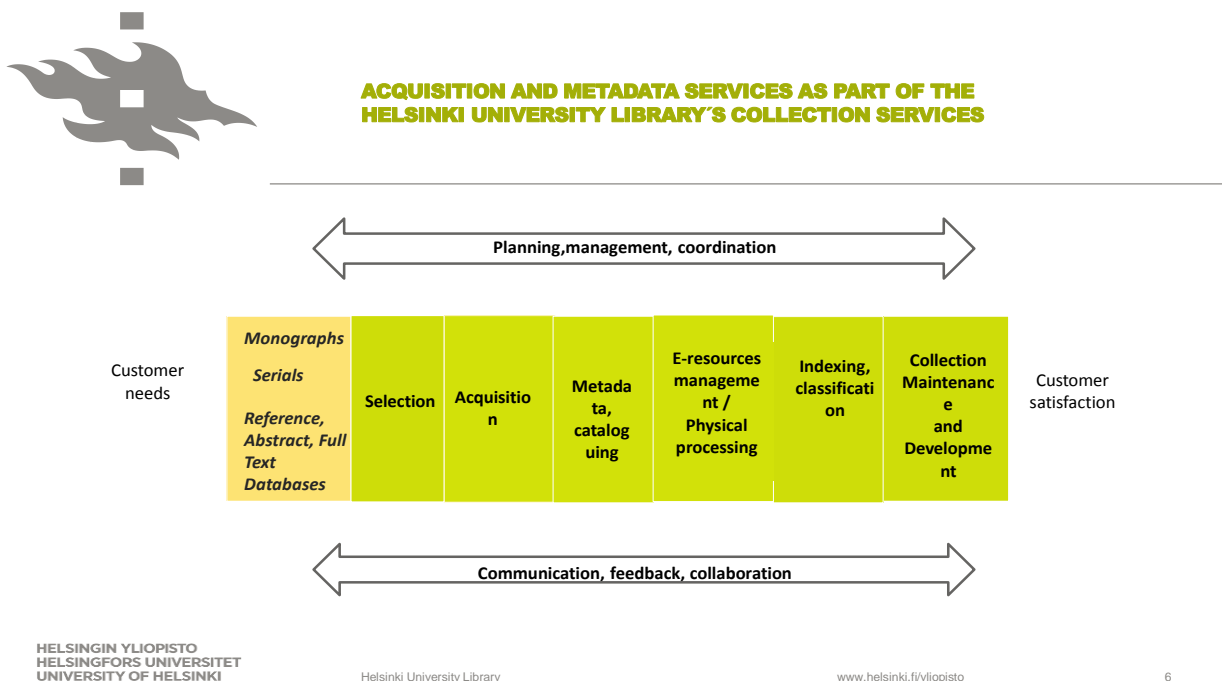 ACQUISITION AND METADATA SERVICES AS PART OF THE
HELSINKI UNIVERSITY LIBRARY´S COLLECTION SERVICES
Planning,management, coordination
Customer
needs
Monographs
Serials
Reference,
Abstract, Full
Text
Databases
Selection
Acquisitio
n
Metada
ta,
catalog
uing
E-resources
manageme
nt /
Physical
processing
Indexing,
classificati
on
Collection
Maintenanc
e
and
Developme
nt
Customer
satisfaction
Communication, feedback, collaboration
HELSINGIN YLIOPISTO
HELSINGFORS UNIVERSITET
UNIVERSITY OF HELSINKI
Helsinki University Library
www.helsinki.fi/yliopisto
6